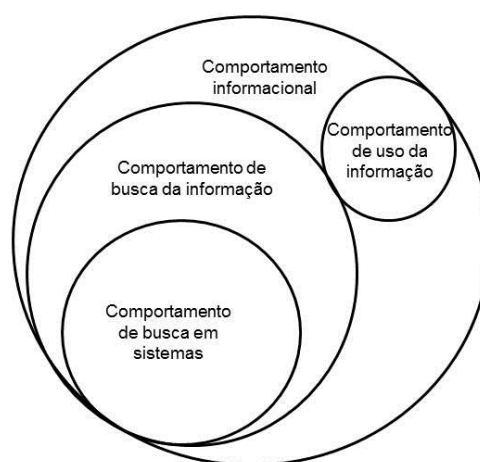 Comportamento
informacional
Comportamento
de uso da
informação
Comportamento de
busca da informação
Comportamento
de busca em
sistemas